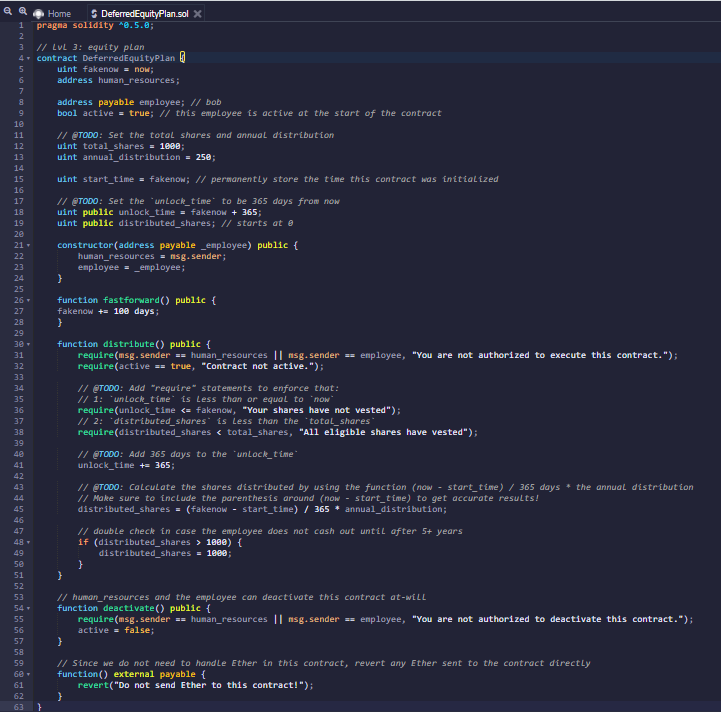 Home DeferredEquityPlan.sol
1 pragma solidity ^0.5.0;
2
3 // lvl 3: equity plan
4 contract DeferredEquityPlan {
5 uint fakenow = now;
6 address human_resources;
7
8 address payable employee; // bob
9 bool active = true; // this employee is active at the start of the contract
10
11 // @TODO: Set the total shares and annual distribution
12 uint total_shares = 1000;
13 uint annual_distribution = 250;
14
15 uint start_time = fakenow; // permanently store the time this contract was initialized
16
17 // @TODO: Set the `unlock_time` to be 365 days from now
18 uint public unlock_time = fakenow + 365;
19 uint public distributed_shares; // starts at 0
20
21 constructor(address payable _employee) public {
22 human_resources = msg.sender;
23 employee = _employee;
24 }
25
26 function fastforward() public {
27 fakenow += 100 days;
28 }
29
30 function distribute() public {
31 require(msg.sender == human_resources || msg.sender == employee, "You are not authorized to execute this contract.");
32 require(active == true, "Contract not active.");
33
34 // @TODO: Add "require" statements to enforce that:
35 // 1: `unlock_time` is less than or equal to `now`
36 require(unlock_time <= fakenow, "Your shares have not vested");
37 // 2: `distributed_shares` is less than the `total_shares`
38 require(distributed_shares < total_shares, "All eligible shares have vested");
39
40 // @TODO: Add 365 days to the `unlock_time`
41 unlock_time += 365;
42
43 // @TODO: Calculate the shares distributed by using the function (now - start_time) / 365 days * the annual distribution
44 // Make sure to include the parenthesis around (now - start_time) to get accurate results!
45 distributed_shares = (fakenow - start_time) / 365 * annual_distribution;
46
47 // double check in case the employee does not cash out until after 5+ years
48 if (distributed_shares > 1000) {
49 distributed_shares = 1000;
50 }
51 }
52
53 // human_resources and the employee can deactivate this contract at-will
54 function deactivate() public {
55 require(msg.sender == human_resources || msg.sender == employee, "You are not authorized to deactivate this contract.");
56 active = false;
57 }
58
59 // Since we do not need to handle Ether in this contract, revert any Ether sent to the contract directly
60 function() external payable {
61 revert("Do not send Ether to this contract!");
62 }
63 }